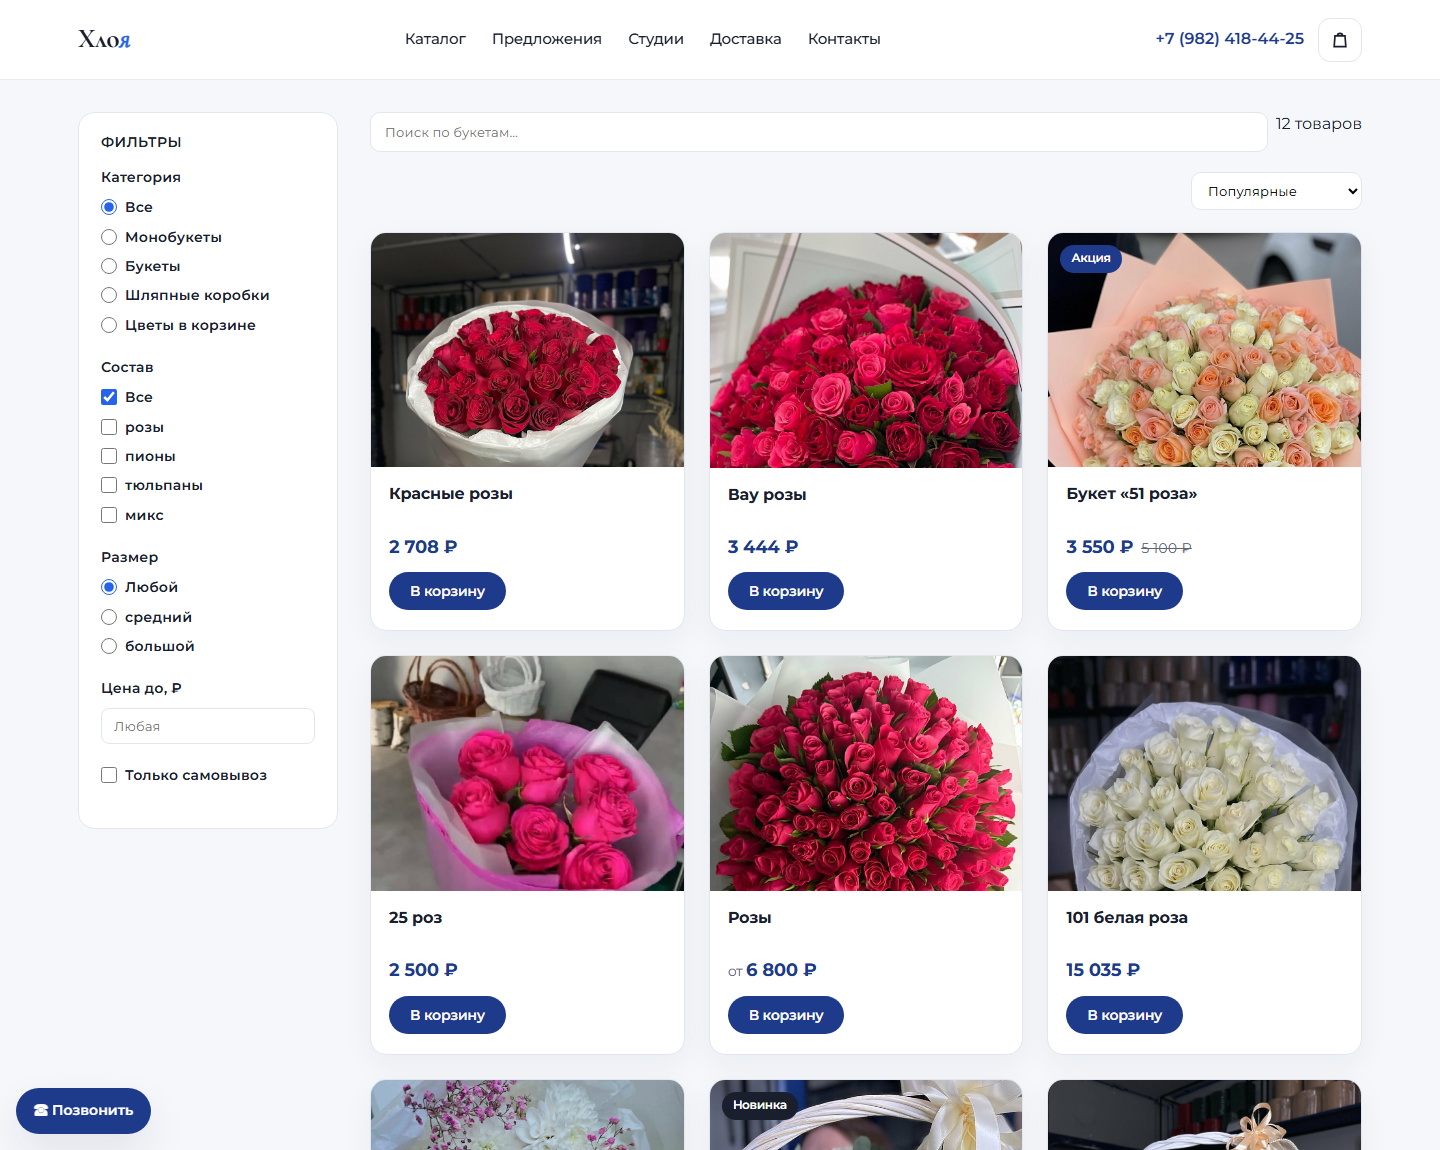 Хлоя
Каталог Предложения Студии Доставка Контакты
+7 (982) 418-44-25
ФИЛЬТРЫ
Категория
Все
Монобукеты
Букеты
Шляпные коробки
Цветы в корзине
Состав
Все
розы
пионы
тюльпаны
микс
Размер
Любой
средний
большой
Цена до, ₽
Любая
Только самовывоз
Поиск по букетам...
12 товаров
Популярные
Красные розы
2 708 ₽
В корзину
Вау розы
3 444 ₽
В корзину
Акция
Букет «51 роза»
3 550 ₽ 5 100 ₽
В корзину
25 роз
2 500 ₽
В корзину
Розы
от 6 800 ₽
В корзину
101 белая роза
15 035 ₽
В корзину
Новинка
☎ Позвонить